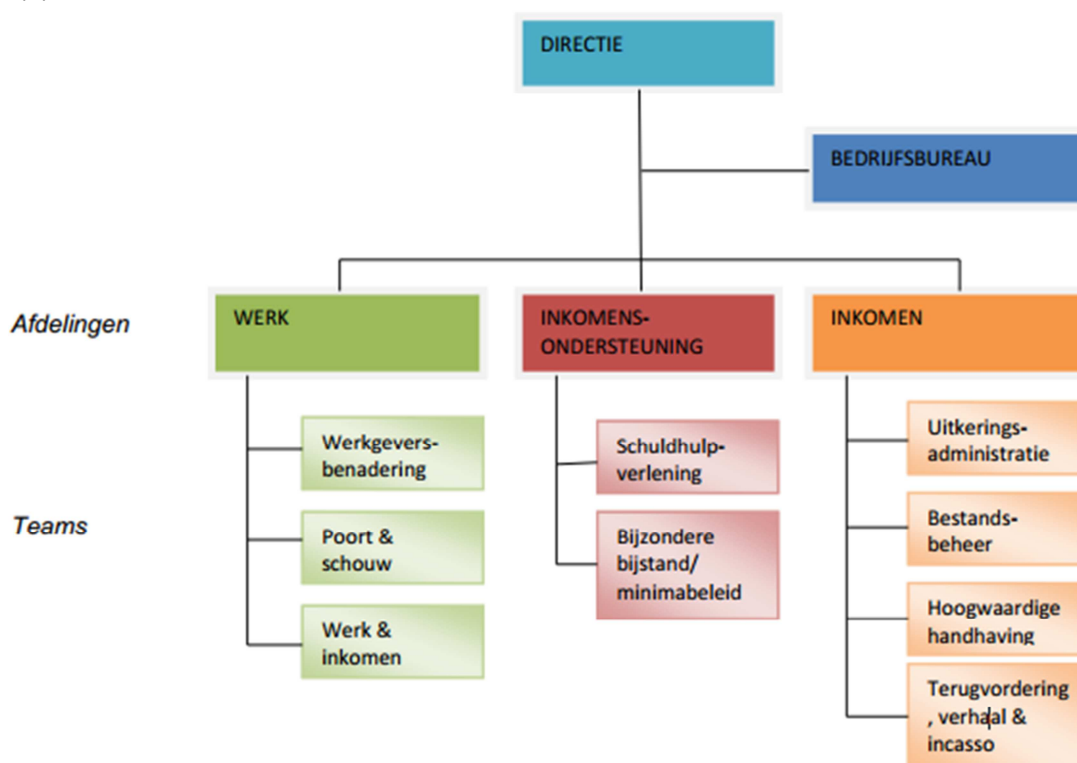 DIRECTIE
BEDRIJFSBUREAU
Afdelingen
WERK
INKOMENS-
ONDERSTEUNING
INKOMEN
Teams
Werkgevers-
benadering
Poort &
schouw
Werk &
inkomen
Schuldhulp-
verlening
Bijzondere
bijstand/
minimabeleid
Uitkerings-
administratie
Bestands-
beheer
Hoogwaardige
handhaving
Terugvordering
, verhaal &
incasso